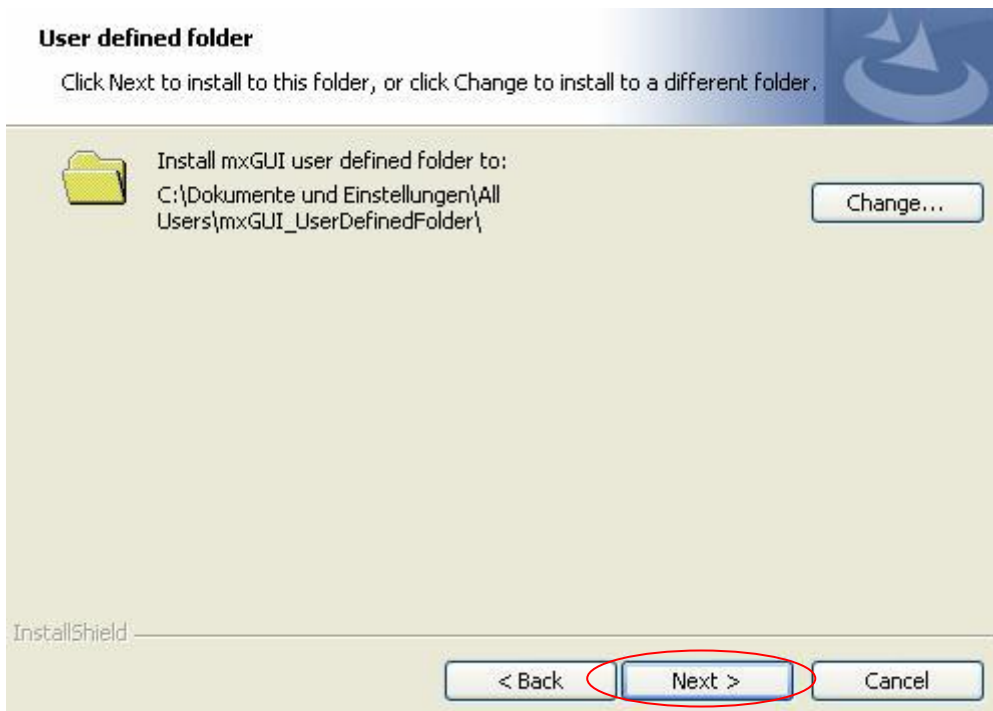 User defined folder
Click Next to install to this folder, or click Change to install to a different folder.
Install mxGUI user defined folder to:
C:\Dokumente und Einstellungen\All
Users\mxGUI_UserDefinedFolder\
Change...
InstallShield
< Back
Next >
Cancel